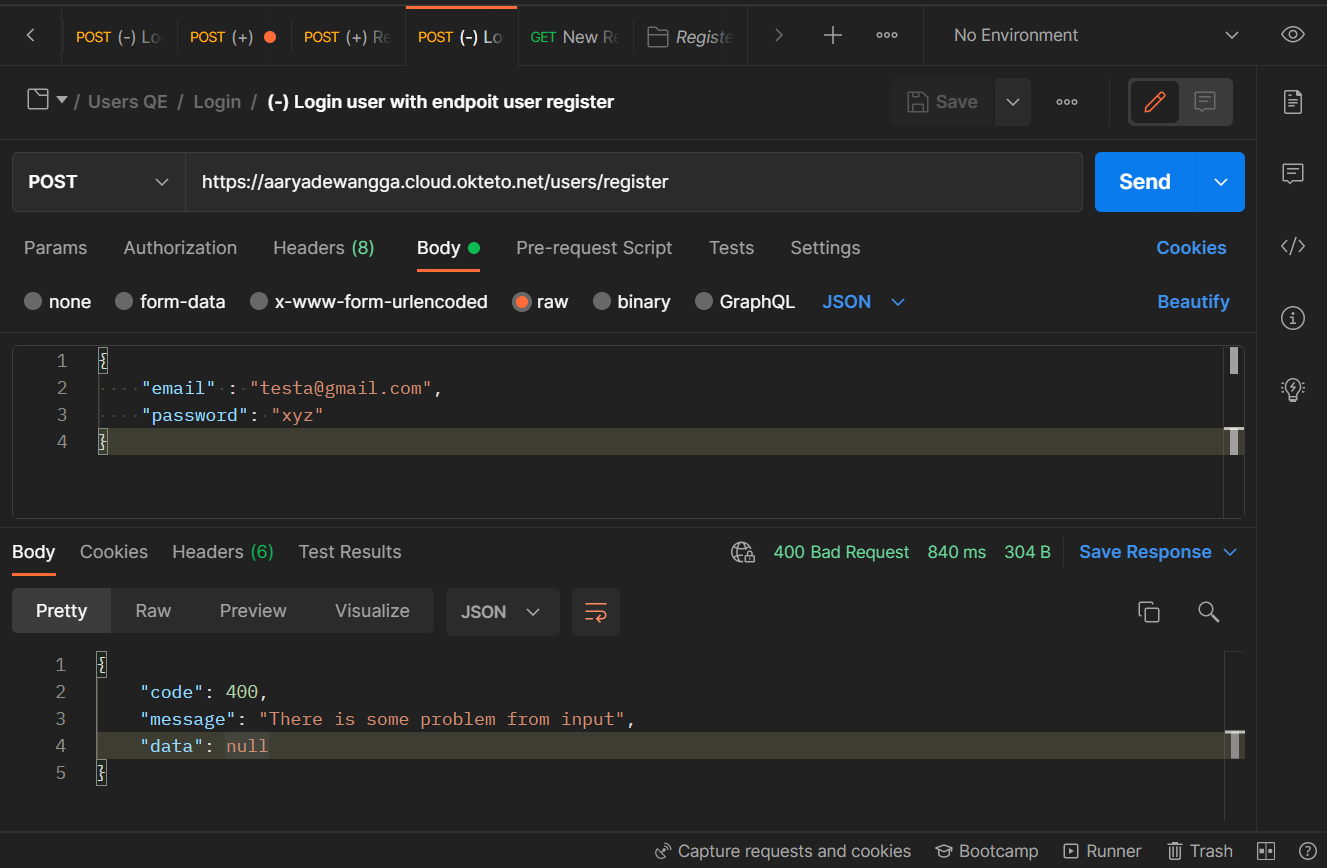 POST (-) Lo POST (+) POST (+) Re POST (-) Lo GET New Re Registe No Environment
/ Users QE / Login / (-) Login user with endpoit user register Save
POST https://aaryadewangga.cloud.okteto.net/users/register Send
Params Authorization Headers (8) Body Pre-request Script Tests Settings Cookies
none form-data x-www-form-urlencoded raw binary GraphQL JSON Beautify
1 {
2 "email" : "testa@gmail.com",
3 "password": "xyz"
4 }
Body Cookies Headers (6) Test Results 400 Bad Request 840 ms 304 B Save Response
Pretty Raw Preview Visualize JSON
1 {
2 "code": 400,
3 "message": "There is some problem from input",
4 "data": null
5 }
Capture requests and cookies Bootcamp Runner Trash